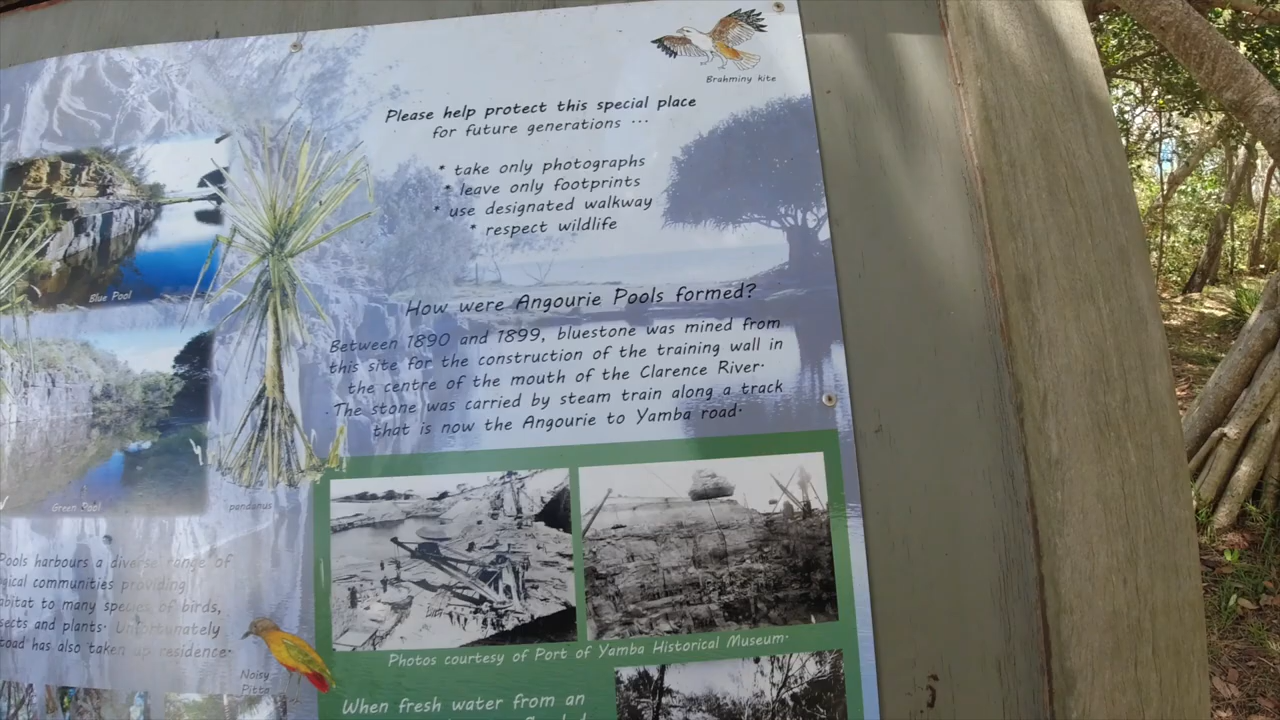 Brahminy kite
Please help protect this special place
for future generations ...
* take only photographs
* leave only footprints
* use designated walkway
* respect wildlife
Blue Pool
How were Angourie Pools formed?
Between 1890 and 1899, bluestone was mined from
this site for the construction of the training wall in
the centre of the mouth of the Clarence River.
The stone was carried by steam train along a track
that is now the Angourie to Yamba road.
Green Pool
pandanus
Pools harbours a diverse range of
communities providing
to many species of birds,
and plants. Unfortunately
toad has also taken up residence.
Noisy
Pitta
Photos courtesy of Port of Yamba Historical Museum.
When fresh water from an